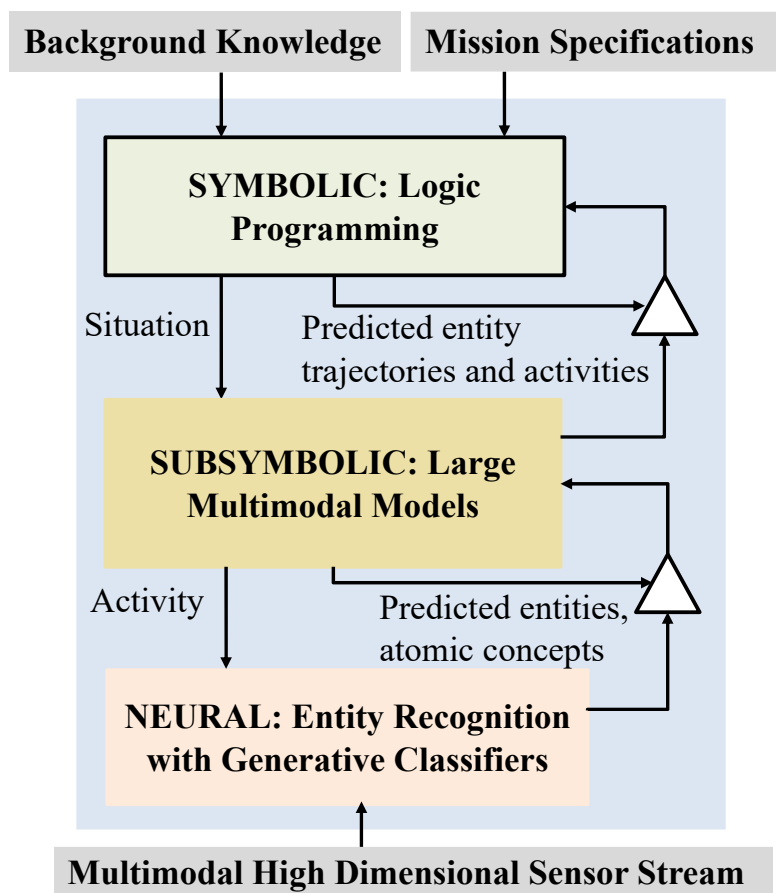 Background Knowledge
Mission Specifications
SYMBOLIC: Logic
Programming
Situation
Predicted entity
trajectories and activities
SUBSYMBOLIC: Large
Multimodal Models
Activity
Predicted entities,
atomic concepts
NEURAL: Entity Recognition
with Generative Classifiers
Multimodal High Dimensional Sensor Stream